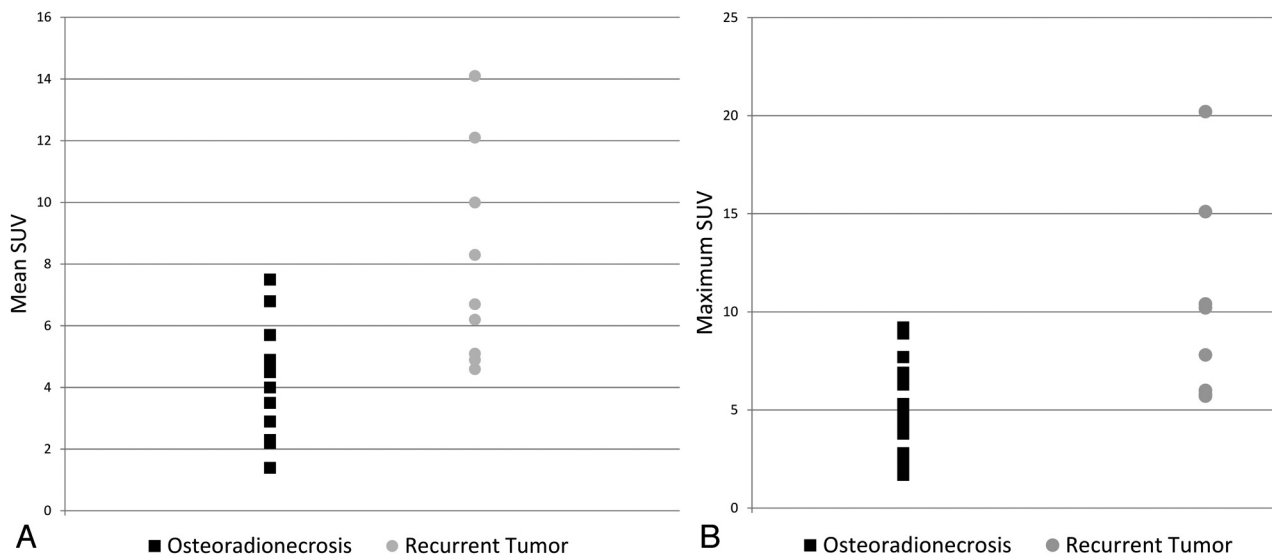 16
14
12
10
8
6
4
2
0
Mean SUV
A
Osteoradionecrosis
Recurrent Tumor
25
20
15
10
5
0
Maximum SUV
B
Osteoradionecrosis
Recurrent Tumor